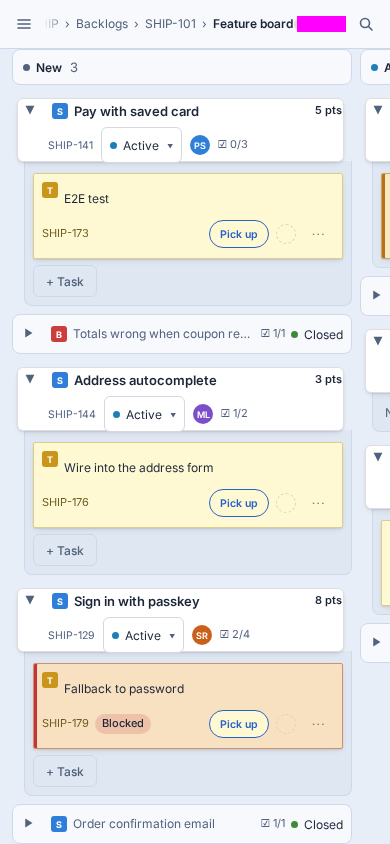 IP › Backlogs › SHIP-101 › Feature board
New 3
S Pay with saved card 5 pts
SHIP-141 Active PS ☑ 0/3
T E2E test
SHIP-173 Pick up ...
+ Task
B Totals wrong when coupon re... ☑ 1/1 Closed
S Address autocomplete 3 pts
SHIP-144 Active ML ☑ 1/2
T Wire into the address form
SHIP-176 Pick up ...
+ Task
S Sign in with passkey 8 pts
SHIP-129 Active SR ☑ 2/4
T Fallback to password
SHIP-179 Blocked Pick up ...
+ Task
S Order confirmation email ☑ 1/1 Closed